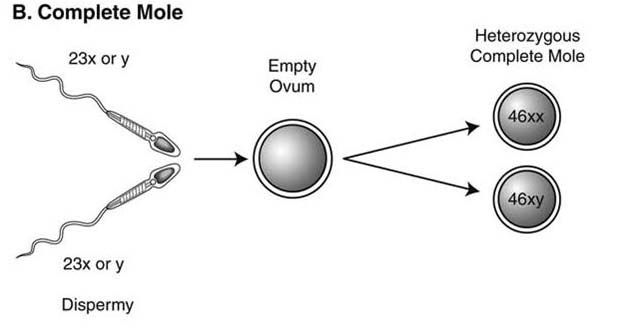 B. Complete Mole
23x or y
Empty
Ovum
Heterozygous
Complete Mole
46xx
46xy
23x or y
Dispermy